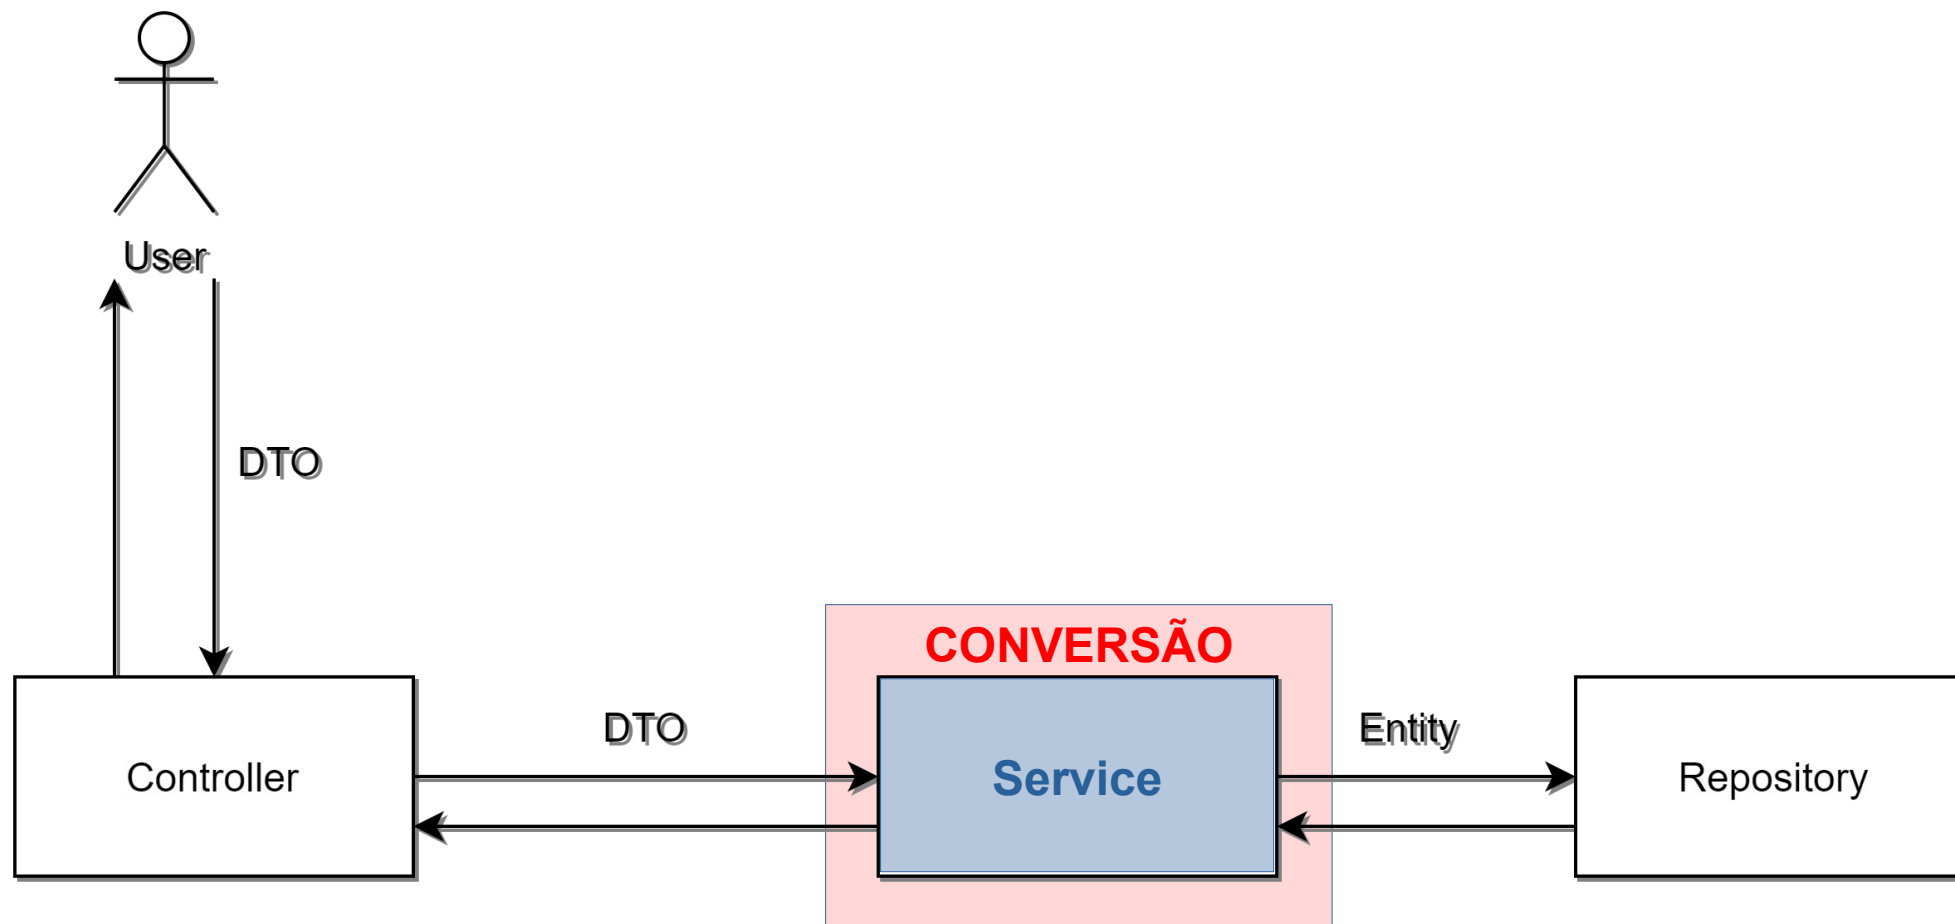 User
DTO
CONVERSÃO
DTO
Entity
Controller
Service
Repository